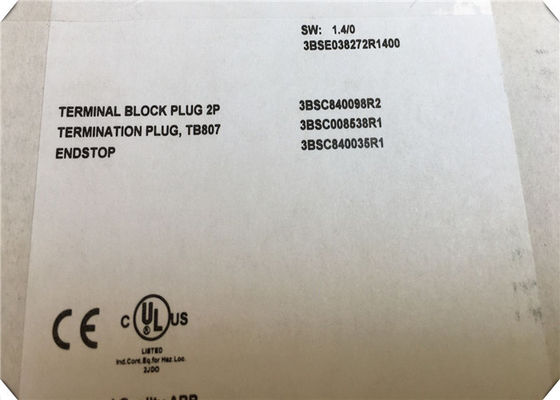 SW: 1.4/0
3BSE038272R1400
TERMINAL BLOCK PLUG 2P 3BSC840098R2
TERMINATION PLUG, TB807 3BSC008538R1
ENDSTOP 3BSC840035R1
CE C UL US
LISTED
Ind.Cont.Eq.for Haz.Loc.
2JD0